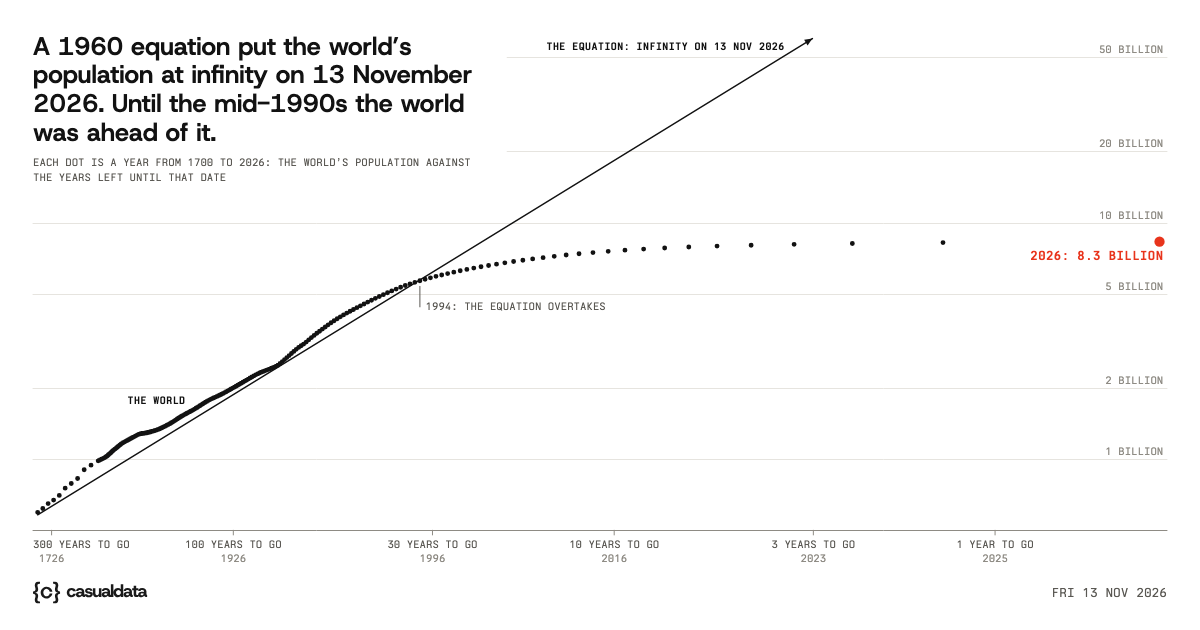 A 1960 equation put the world's
population at infinity on 13 November
2026. Until the mid-1990s the world
was ahead of it.
EACH DOT IS A YEAR FROM 1700 TO 2026: THE WORLD'S POPULATION AGAINST
THE YEARS LEFT UNTIL THAT DATE
THE EQUATION: INFINITY ON 13 NOV 2026
50 BILLION
20 BILLION
10 BILLION
2026: 8.3 BILLION
5 BILLION
1994: THE EQUATION OVERTAKES
2 BILLION
THE WORLD
1 BILLION
300 YEARS TO GO 100 YEARS TO GO 30 YEARS TO GO 10 YEARS TO GO 3 YEARS TO GO 1 YEAR TO GO
1726 1926 1996 2016 2023 2025
{c} casualdata
FRI 13 NOV 2026